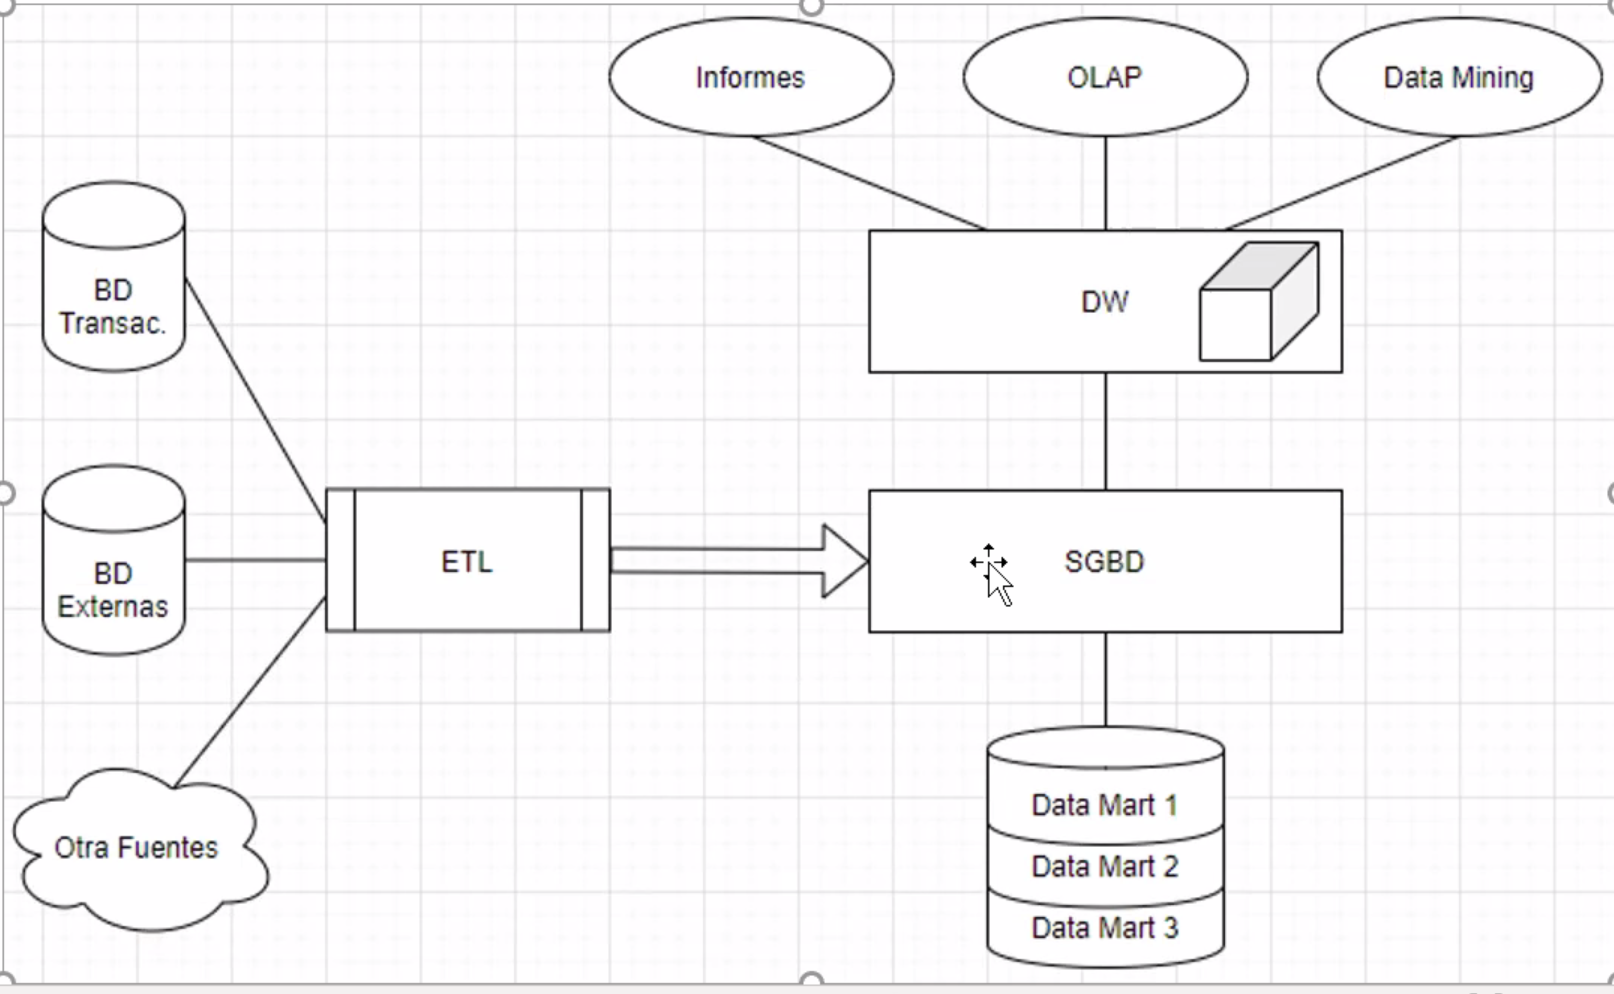 Informes
OLAP
Data Mining
BD
Transac.
DW
BD
Externas
ETL
SGBD
Otra Fuentes
Data Mart 1
Data Mart 2
Data Mart 3